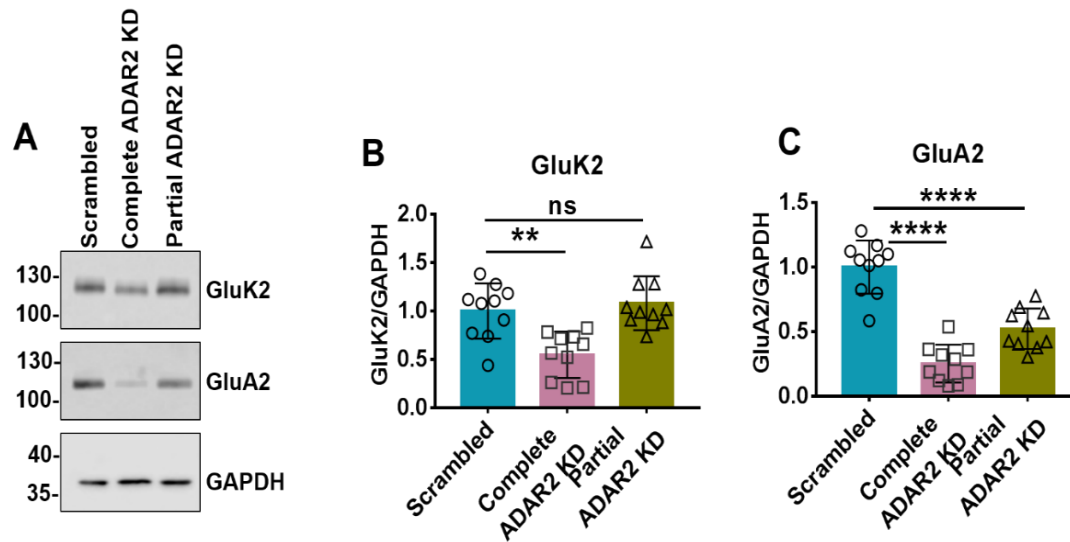 A
Scrambled
Complete ADAR2 KD
Partial ADAR2 KD
130-
100-
GluK2
130-
100-
GluA2
40-
35-
GAPDH
B
GluK2
GluK2/GAPDH
2.0
1.5
1.0
0.5
0.0
ns
**
Scrambled
Complete
ADAR2 KD
Partial
ADAR2 KD
C
GluA2
GluA2/GAPDH
1.5
1.0
0.5
0.0
****
****
Scrambled
Complete
ADAR2 KD
Partial
ADAR2 KD